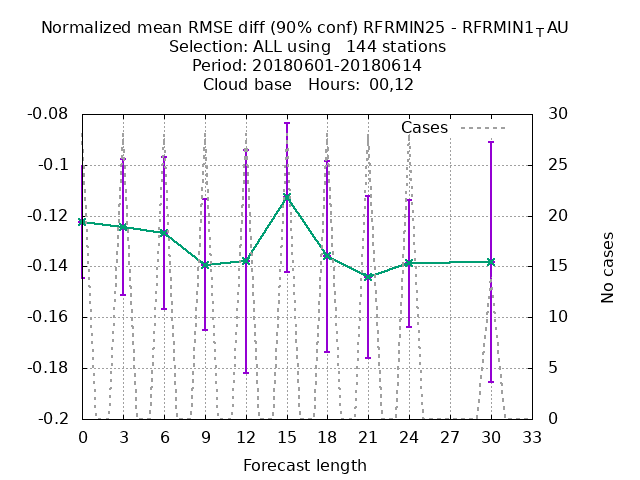 Normalized mean RMSE diff (90% conf) RFRMIN25 - RFRMIN1_TAU
Selection: ALL using   144 stations
Period: 20180601-20180614
Cloud base   Hours:  00,12
Cases
-0.08
-0.1
-0.12
-0.14
-0.16
-0.18
-0.2
30
25
20
15
10
5
0
No cases
0 3 6 9 12 15 18 21 24 27 30 33
Forecast length